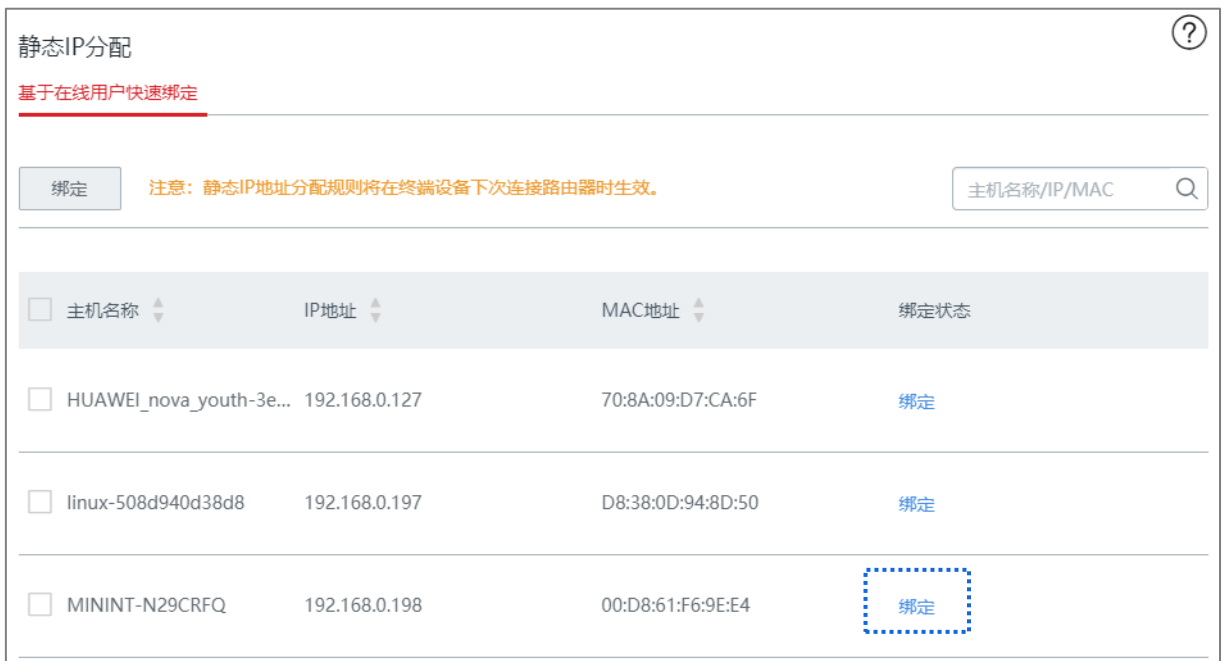 静态IP分配
?
基于在线用户快速绑定
绑定 注意：静态IP地址分配规则将在终端设备下次连接路由器时生效。 主机名称/IP/MAC
主机名称 IP地址 MAC地址 绑定状态
HUAWEI_nova_youth-3e... 192.168.0.127 70:8A:09:D7:CA:6F 绑定
linux-508d940d38d8 192.168.0.197 D8:38:0D:94:8D:50 绑定
MININT-N29CRFQ 192.168.0.198 00:D8:61:F6:9E:E4 绑定